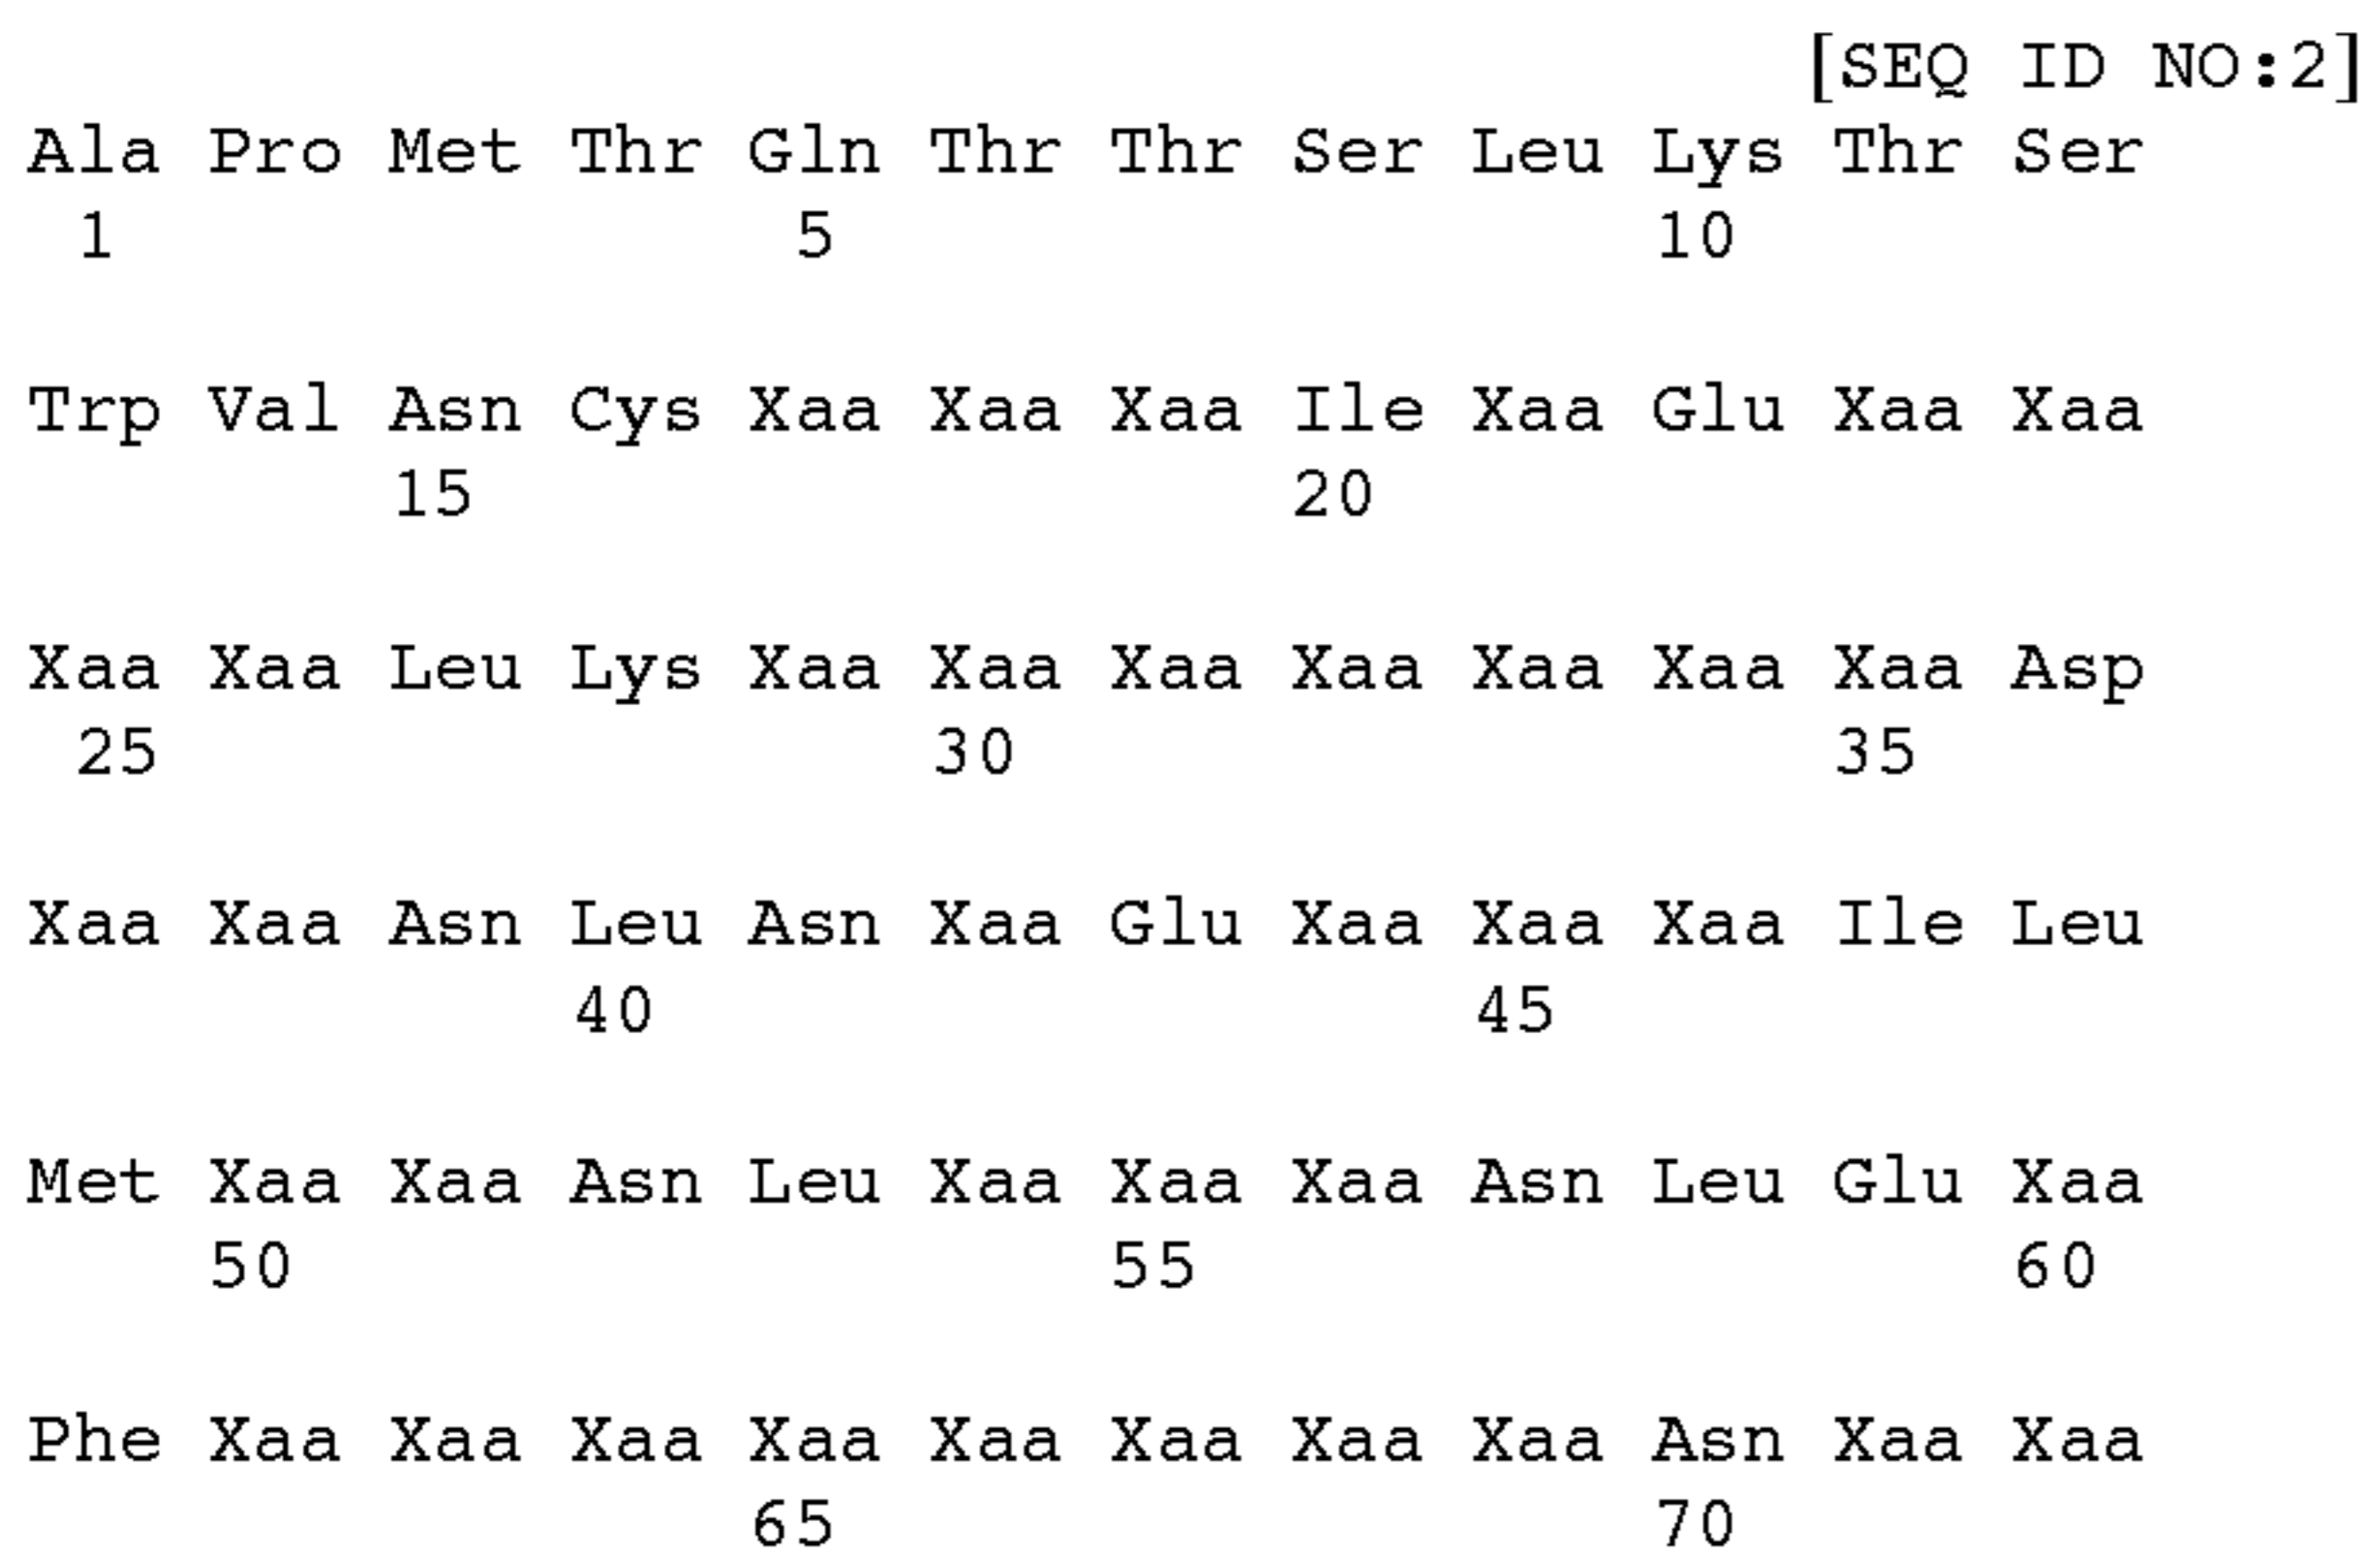 [SEQ ID NO:2]
Ala Pro Met Thr Gln Thr Thr Ser Leu Lys Thr Ser
1 5 10
Trp Val Asn Cys Xaa Xaa Xaa Ile Xaa Glu Xaa Xaa
15 20
Xaa Xaa Leu Lys Xaa Xaa Xaa Xaa Xaa Xaa Xaa Asp
25 30 35
Xaa Xaa Asn Leu Asn Xaa Glu Xaa Xaa Xaa Ile Leu
40 45
Met Xaa Xaa Asn Leu Xaa Xaa Xaa Asn Leu Glu Xaa
50 55 60
Phe Xaa Xaa Xaa Xaa Xaa Xaa Xaa Xaa Asn Xaa Xaa
65 70